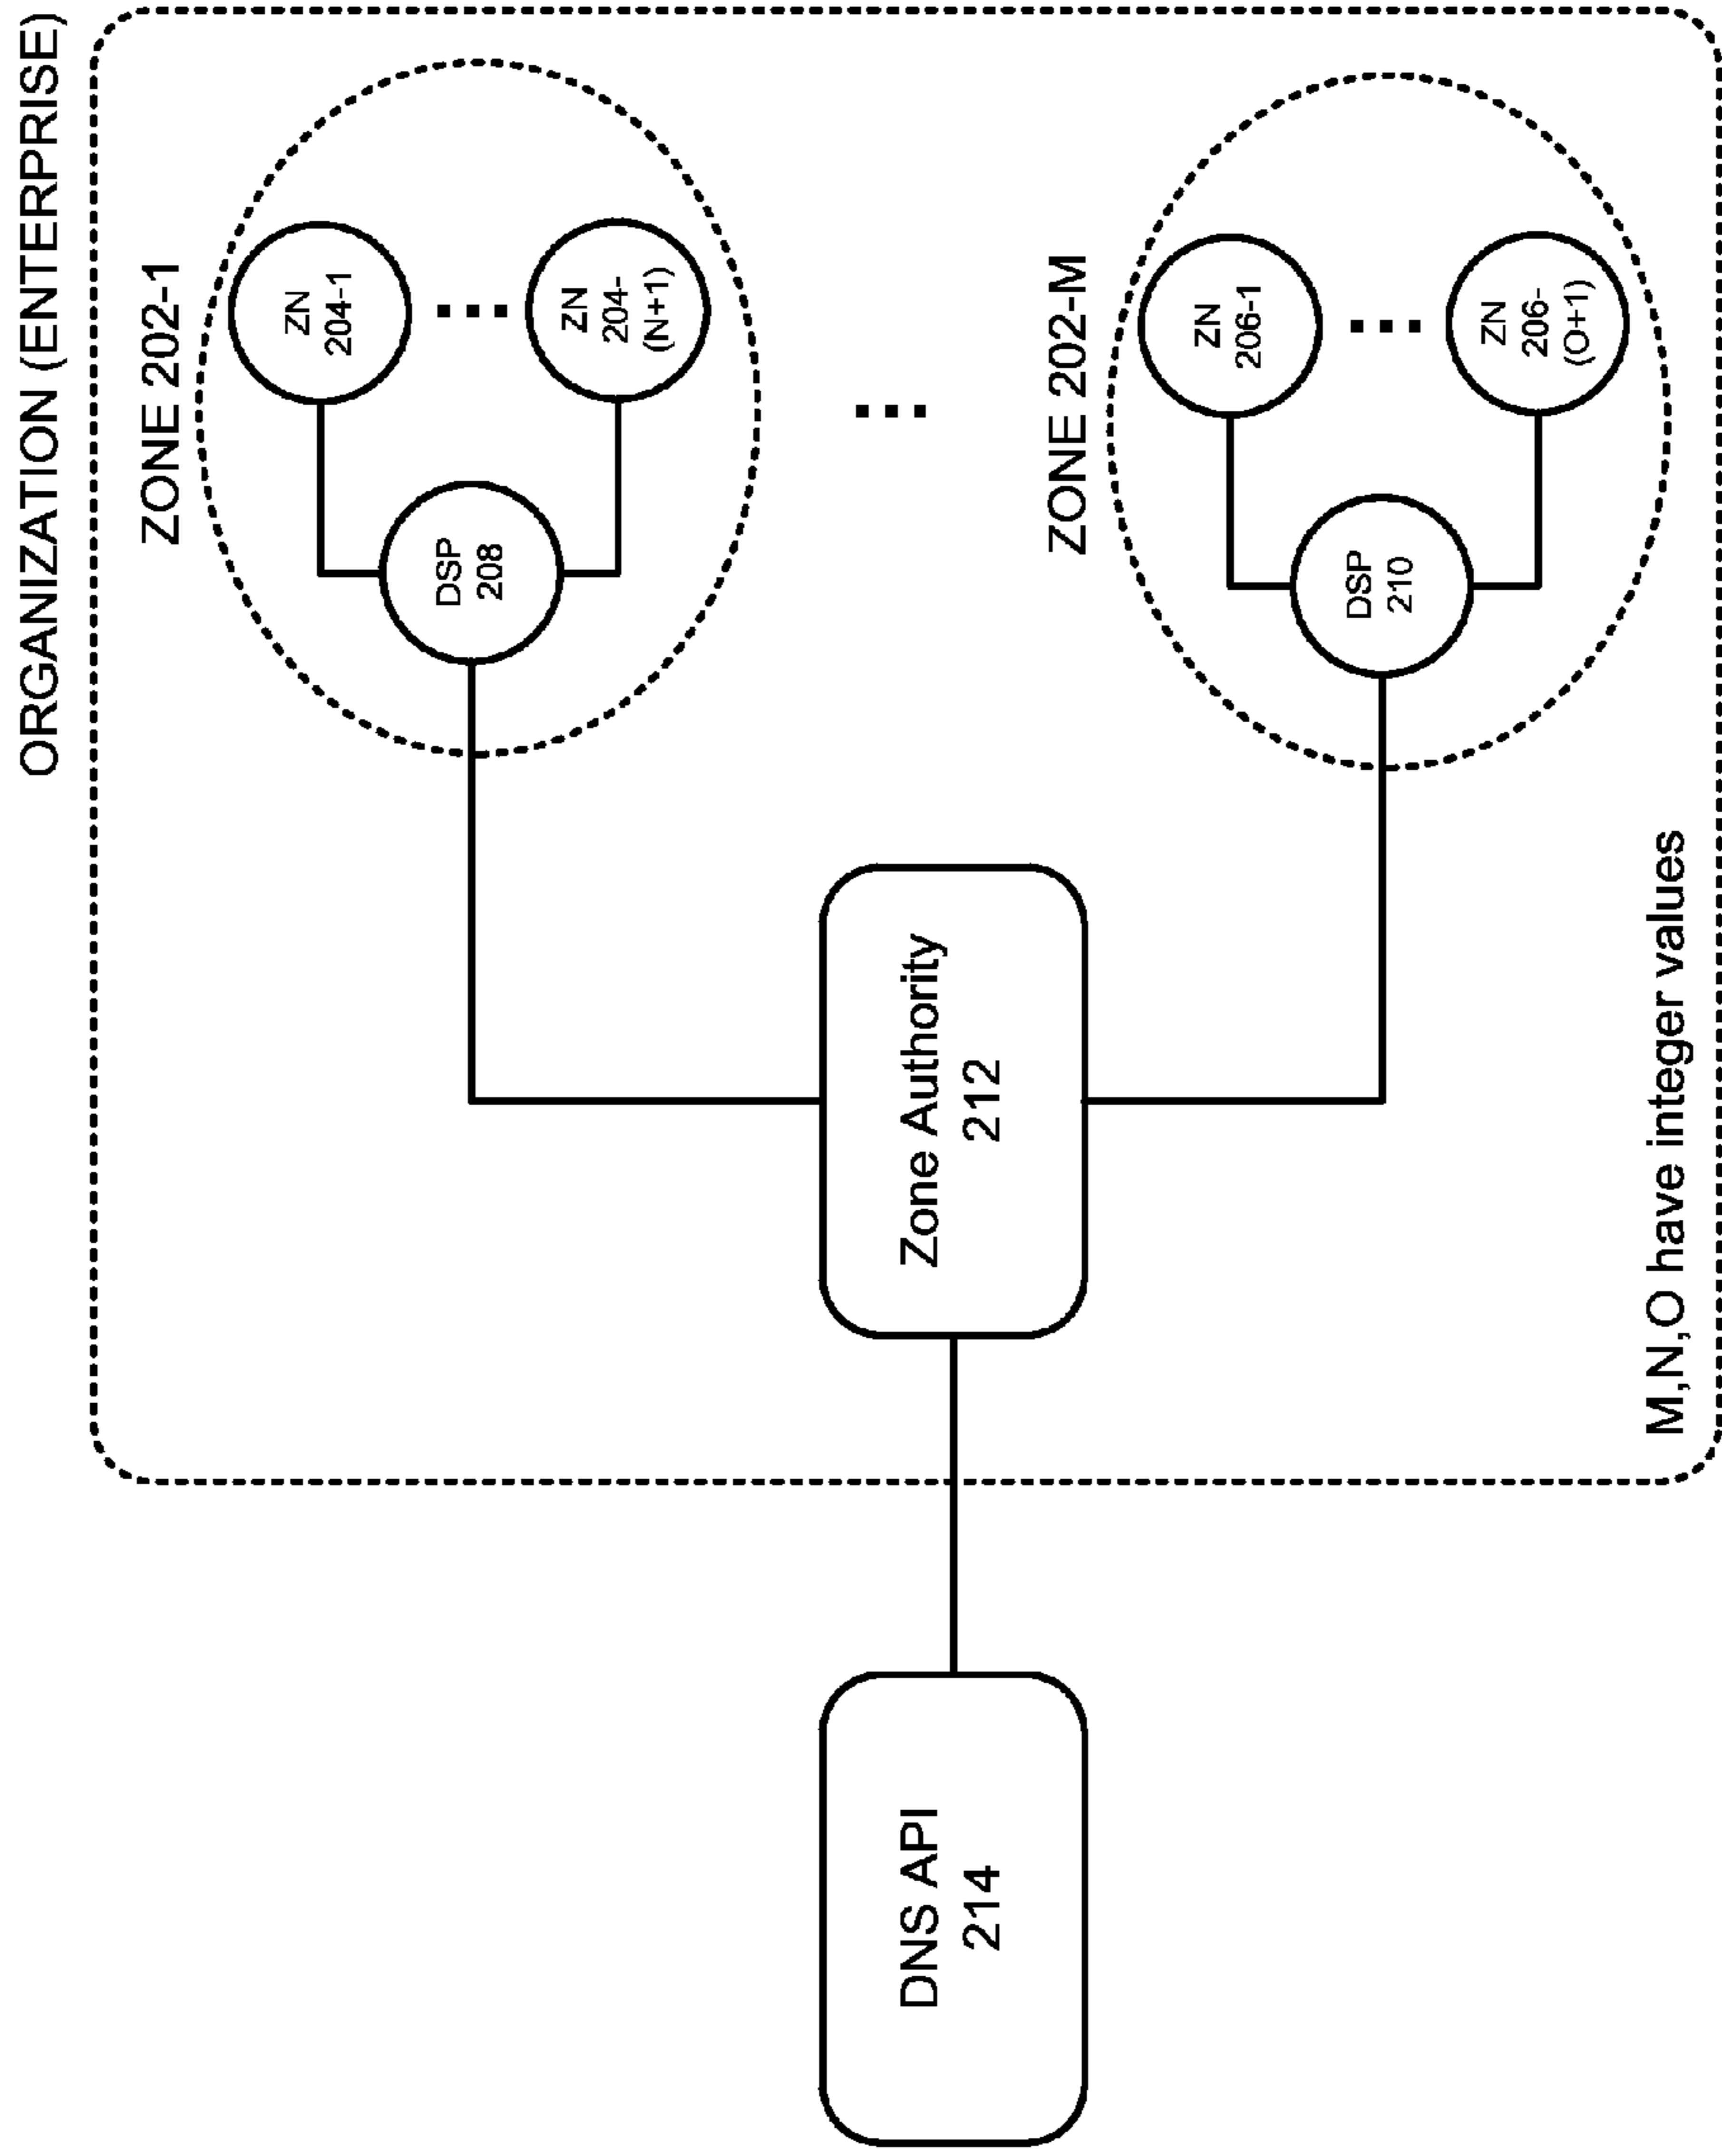 ORGANIZATION (ENTERPRISE)
ZONE 202-1
ZN
204-1
ZN
204-
(N+1)
DSP
208
ZONE 202-M
ZN
206-1
ZN
206-
(O+1)
DSP
210
Zone Authority
212
DNS API
214
M,N,O have integer values